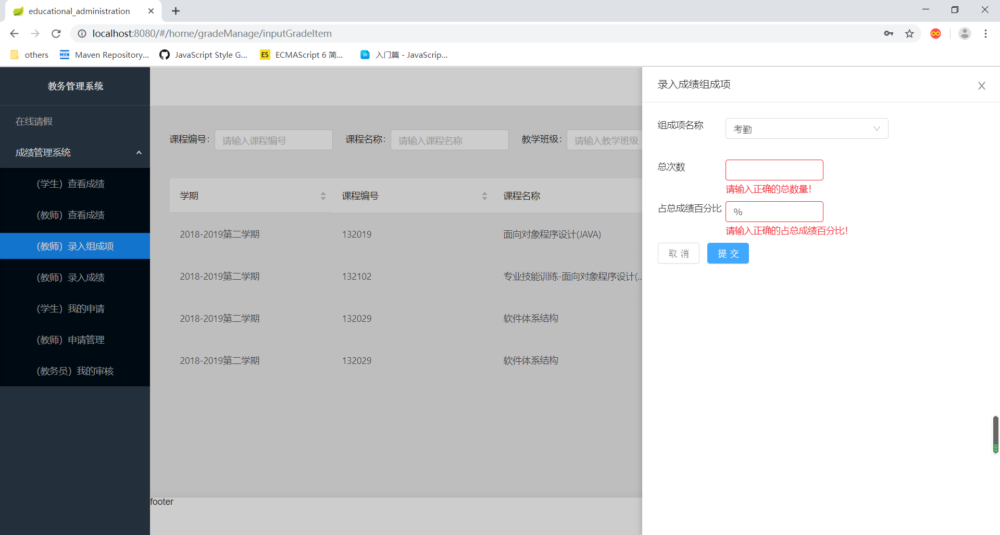 educational_administration
localhost:8080/#/home/gradeManage/inputGradeItem
others
Maven Repository...
JavaScript Style G...
ES
ECMAScript 6 简...
W
入门篇 - JavaScrip...
教务管理系统
在线请假
成绩管理系统
（学生）查看成绩
（教师）查看成绩
（教师）录入组成项
（教师）录入成绩
（学生）我的申请
（教师）申请管理
（教务员）我的审核
课程编号：
请输入课程编号
课程名称：
请输入课程名称
教学班级：
请输入教学班级
学期
课程编号
课程名称
2018-2019第二学期
132019
面向对象程序设计(JAVA)
2018-2019第二学期
132102
专业技能训练-面向对象程序设计(...
2018-2019第二学期
132029
软件体系结构
2018-2019第二学期
132029
软件体系结构
footer
录入成绩组成项
组成项名称
考勤
总次数
请输入正确的总数量！
占总成绩百分比
%
请输入正确的占总成绩百分比！
取 消
提 交